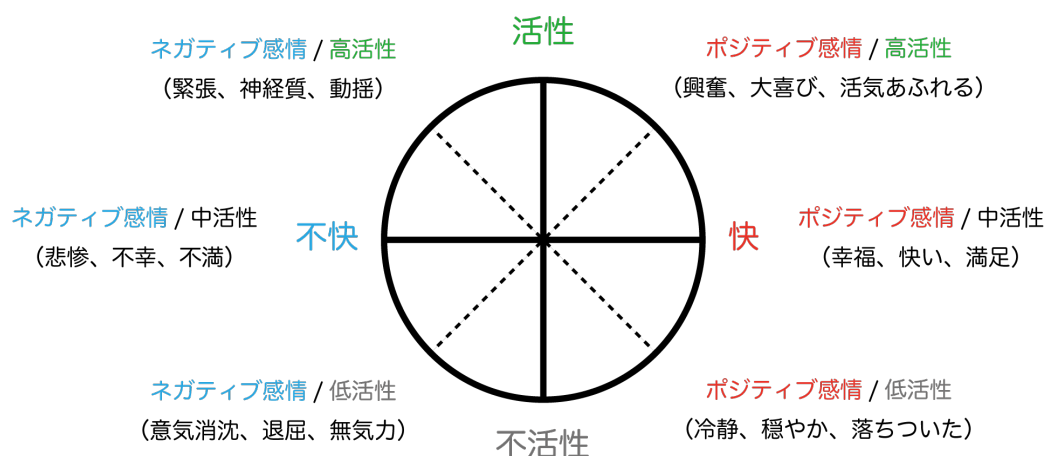 活性
ネガティブ感情 / 高活性
（緊張、神経質、動揺）
ポジティブ感情 / 高活性
（興奮、大喜び、活気あふれる）
ネガティブ感情 / 中活性
（悲惨、不幸、不満）
不快
快
ポジティブ感情 / 中活性
（幸福、快い、満足）
ネガティブ感情 / 低活性
（意気消沈、退屈、無気力）
ポジティブ感情 / 低活性
（冷静、穏やか、落ちついた）
不活性